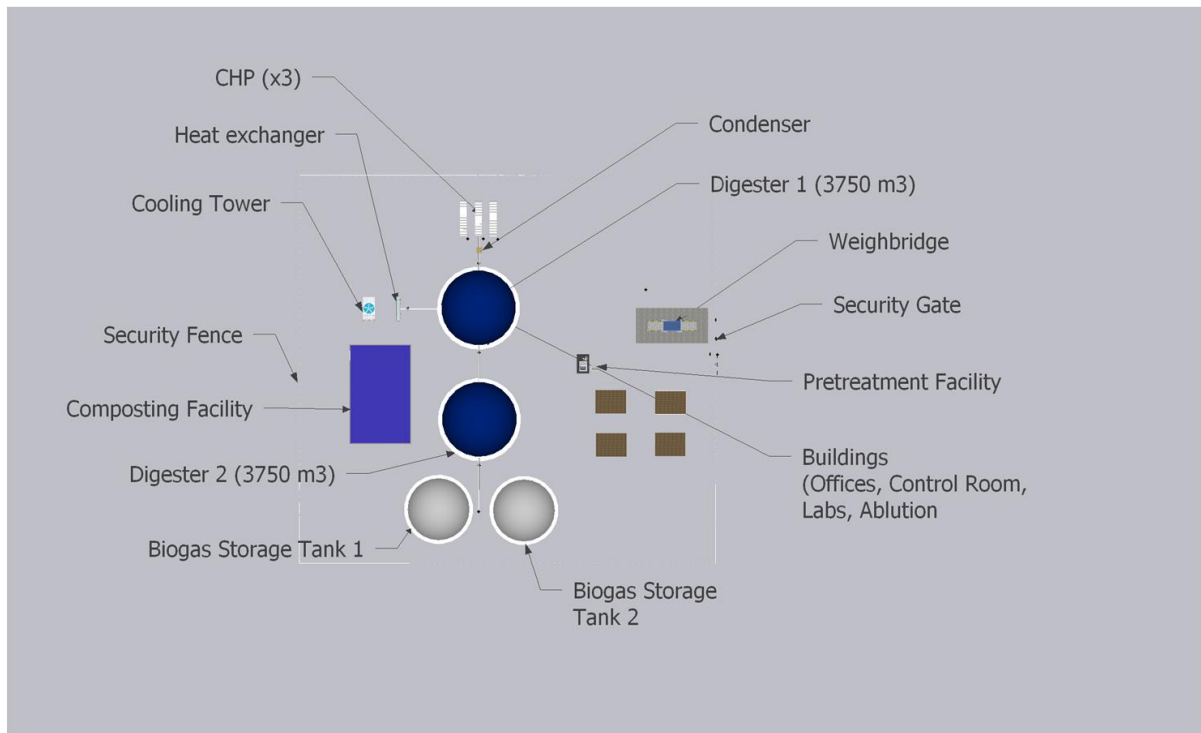 CHP (x3)
Heat exchanger
Cooling Tower
Security Fence
Composting Facility
Digester 2 (3750 m3)
Biogas Storage Tank 1
Biogas Storage
Tank 2
Condenser
Digester 1 (3750 m3)
Weighbridge
Security Gate
Pretreatment Facility
Buildings
(Offices, Control Room,
Labs, Ablution